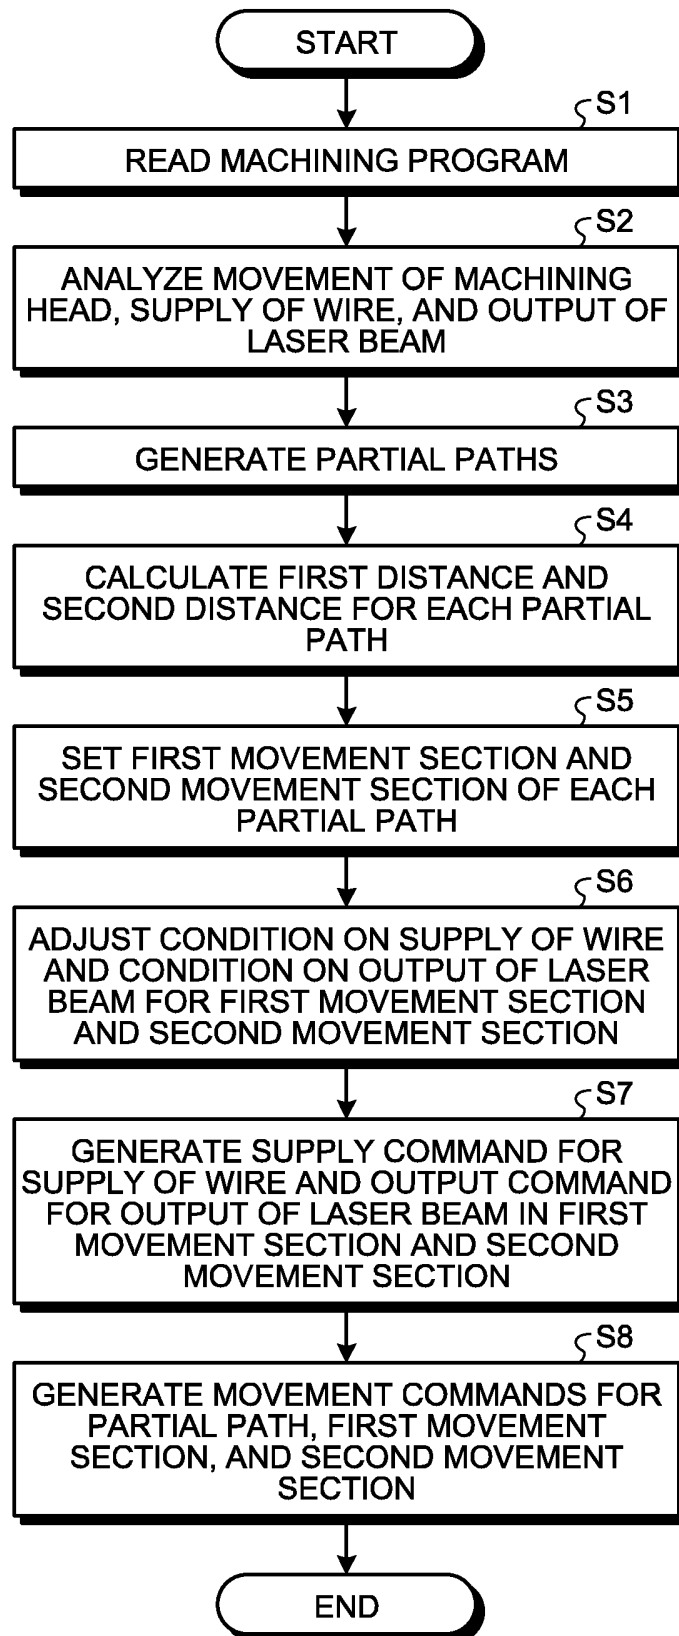 START
S1
READ MACHINING PROGRAM
S2
ANALYZE MOVEMENT OF MACHINING
HEAD, SUPPLY OF WIRE, AND OUTPUT OF
LASER BEAM
S3
GENERATE PARTIAL PATHS
S4
CALCULATE FIRST DISTANCE AND
SECOND DISTANCE FOR EACH PARTIAL
PATH
S5
SET FIRST MOVEMENT SECTION AND
SECOND MOVEMENT SECTION OF EACH
PARTIAL PATH
S6
ADJUST CONDITION ON SUPPLY OF WIRE
AND CONDITION ON OUTPUT OF LASER
BEAM FOR FIRST MOVEMENT SECTION
AND SECOND MOVEMENT SECTION
S7
GENERATE SUPPLY COMMAND FOR
SUPPLY OF WIRE AND OUTPUT COMMAND
FOR OUTPUT OF LASER BEAM IN FIRST
MOVEMENT SECTION AND SECOND
MOVEMENT SECTION
S8
GENERATE MOVEMENT COMMANDS FOR
PARTIAL PATH, FIRST MOVEMENT
SECTION, AND SECOND MOVEMENT
SECTION
END